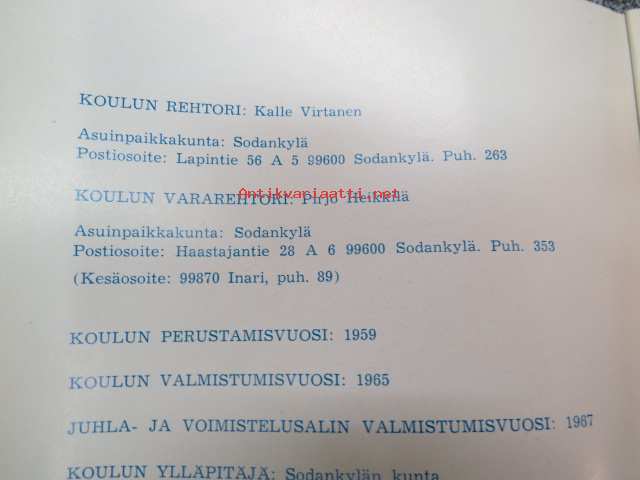 KOULUN REHTORI: Kalle Virtanen
Asuinpaikkakunta: Sodankylä
Postiosoite: Lapintie 56 A 5 99600 Sodankylä. Puh. 263
KOULUN VARAREHTORI: Pirjo Heikkilä
Antikvariaatti.net
Asuinpaikkakunta: Sodankylä
Postiosoite: Haastajantie 28 A 6 99600 Sodankylä. Puh. 353
(Kesäosoite: 99870 Inari, puh. 89)
KOULUN PERUSTAMISVUOSI: 1959
KOULUN VALMISTUMISVUOSI: 1965
JUHLA- JA VOIMISTELUSALIN VALMISTUMISVUOSI: 1967
KOULUN YLLÄPITÄJÄ: Sodankylän kunta